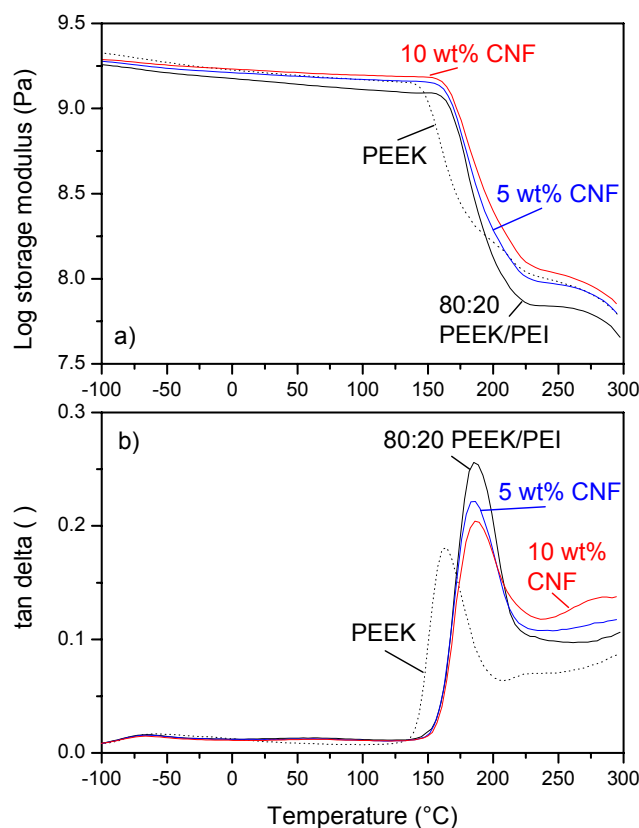 9.5
9.0
8.5
8.0
7.5
Log storage modulus (Pa)
10 wt% CNF
PEEK
5 wt% CNF
80:20
PEEK/PEI
a)
-100 -50 0 50 100 150 200 250 300
0.3
0.2
0.1
0.0
tan delta ( )
b)
80:20 PEEK/PEI
5 wt% CNF
10 wt%
CNF
PEEK
-100 -50 0 50 100 150 200 250 300
Temperature (°C)